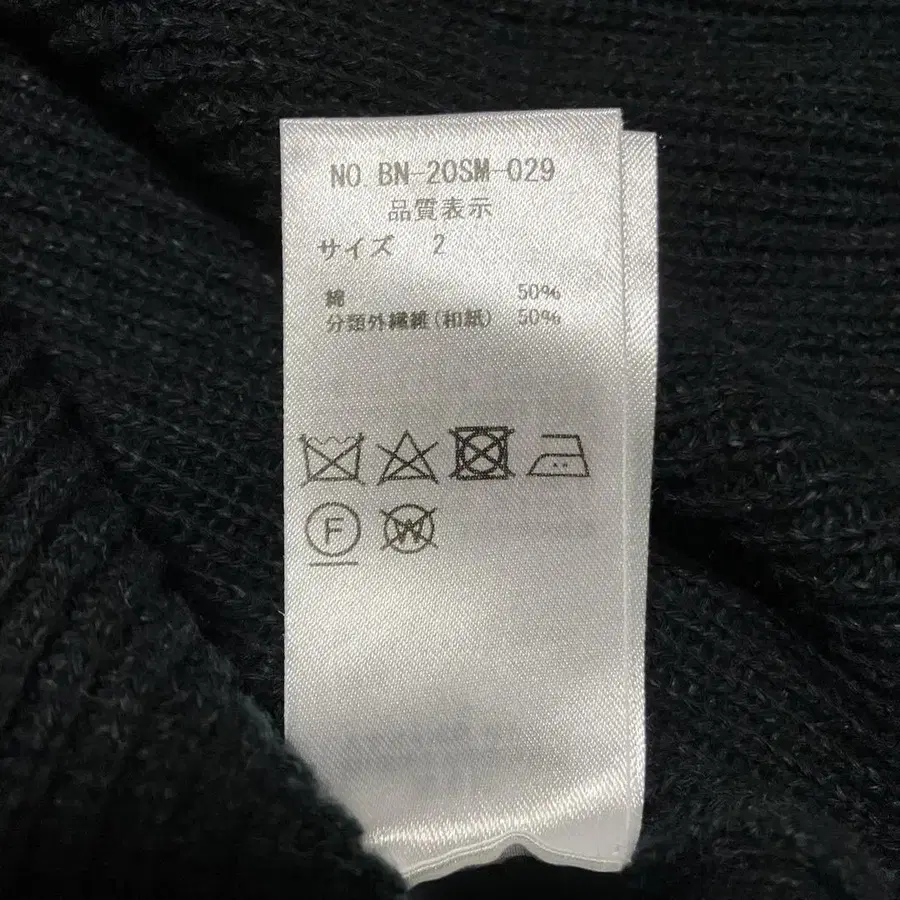 NO. BN-20SM-029
品質表示
サイズ 2
綿 50%
分類外繊維(和紙) 50%
F W